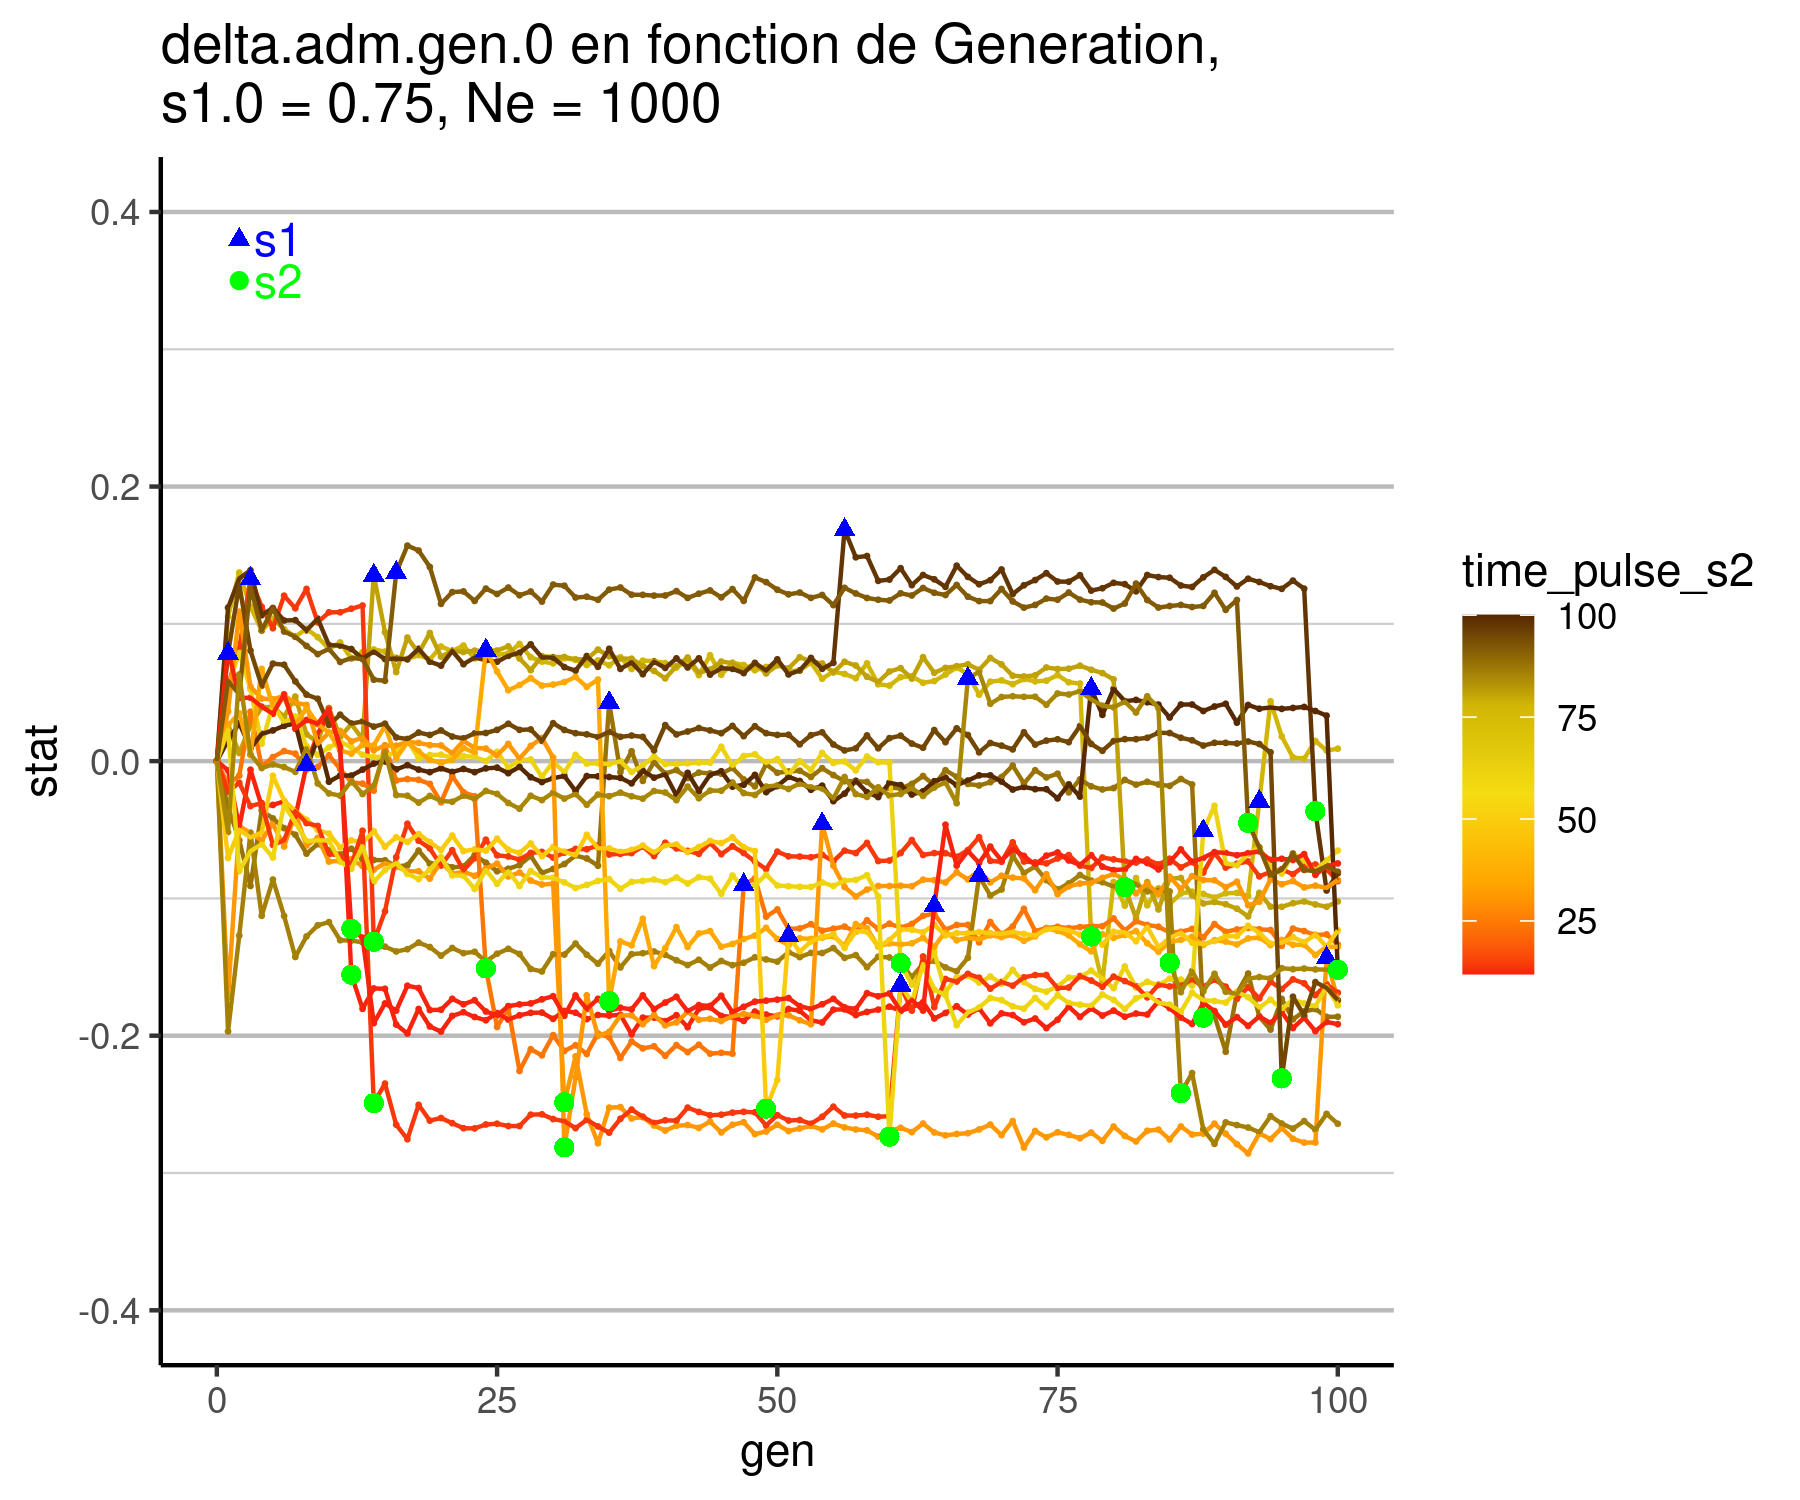 delta.adm.gen.0 en fonction de Generation,
s1.0 = 0.75, Ne = 1000
0.4
s1
s2
0.2
0.0
-0.2
-0.4
stat
0 25 50 75 100
gen
time_pulse_s2
100
75
50
25